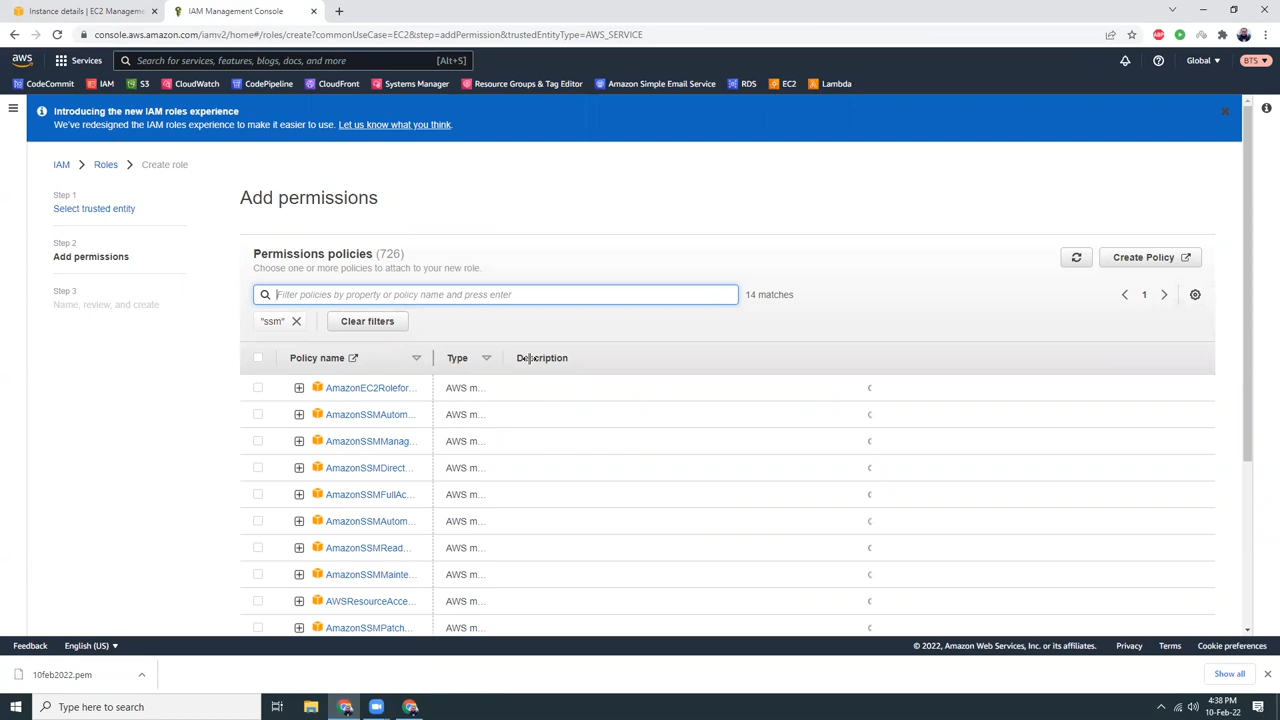 Instance details | EC2 Manageme
IAM Management Console
console.aws.amazon.com/iamv2/home#/roles/create?commonUseCase=EC2&step=addPermission&trustedEntityType=AWS_SERVICE
aws
Services
Search for services, features, blogs, docs, and more
[Alt+S]
Global
BTS
CodeCommit
IAM
S3
CloudWatch
CodePipeline
CloudFront
Systems Manager
Resource Groups & Tag Editor
Amazon Simple Email Service
RDS
EC2
Lambda
Introducing the new IAM roles experience
We've redesigned the IAM roles experience to make it easier to use. Let us know what you think.
IAM
Roles
Create role
Step 1
Select trusted entity
Step 2
Add permissions
Step 3
Name, review, and create
Add permissions
Permissions policies (726)
Choose one or more policies to attach to your new role.
Create Policy
Filter policies by property or policy name and press enter
14 matches
1
"ssm"
Clear filters
Policy name
Type
Description
AmazonEC2Rolefor...
AWS m...
AmazonSSMAutom...
AWS m...
AmazonSSMManag...
AWS m...
AmazonSSMDirect...
AWS m...
AmazonSSMFullAc...
AWS m...
AmazonSSMAutom...
AWS m...
AmazonSSMRead...
AWS m...
AmazonSSMMainte...
AWS m...
AWSResourceAcce...
AWS m...
AmazonSSMPatch...
AWS m...
Feedback
English (US)
© 2022, Amazon Web Services, Inc. or its affiliates.
Privacy
Terms
Cookie preferences
10feb2022.pem
Show all
Type here to search
4:38 PM
10-Feb-22